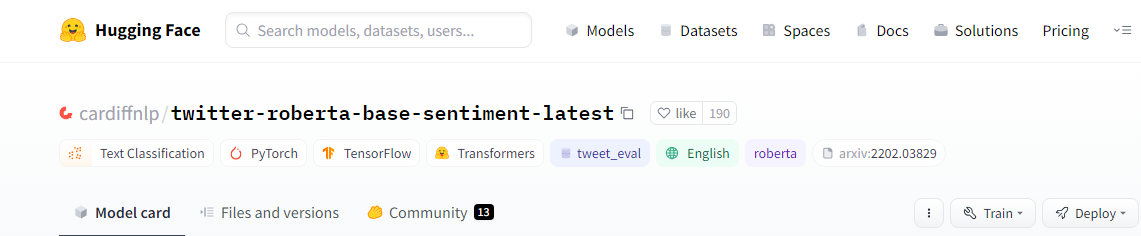 Hugging Face Search models, datasets, users... Models Datasets Spaces Docs Solutions Pricing
cardiffnlp/twitter-roberta-base-sentiment-latest like 190
Text Classification PyTorch TensorFlow Transformers tweet_eval English roberta arxiv:2202.03829
Model card Files and versions Community 13 Train Deploy